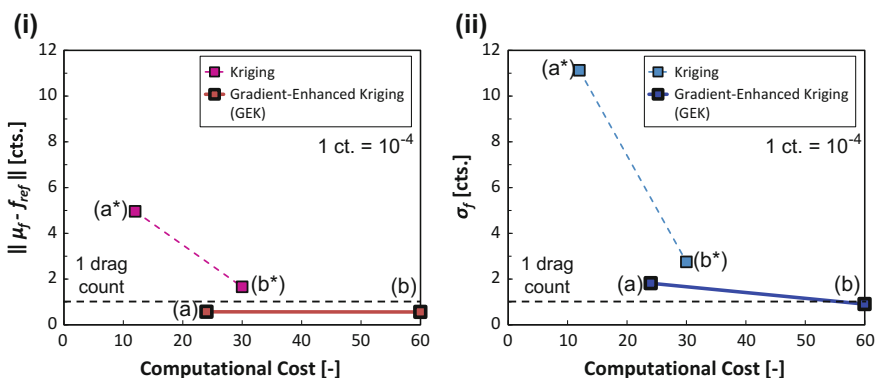 (i)
|| μf - fref || [cts.]
12
10
8
6
4
2
0
Kriging
Gradient-Enhanced Kriging
(GEK)
1 ct. = 10-4
(a*)
(b*)
1 drag
count
(a)
(b)
0 10 20 30 40 50 60
Computational Cost [-]
(ii)
σf [cts.]
12
10
8
6
4
2
0
(a*)
Kriging
Gradient-Enhanced Kriging
(GEK)
1 ct. = 10-4
(b*)
1 drag
count
(a)
(b)
0 10 20 30 40 50 60
Computational Cost [-]